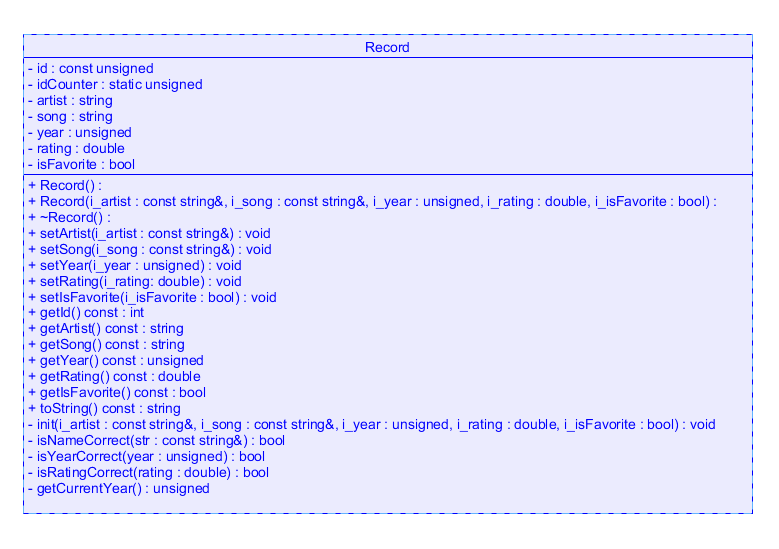 Record
- id : const unsigned
- idCounter : static unsigned
- artist : string
- song : string
- year : unsigned
- rating : double
- isFavorite : bool
+ Record() :
+ Record(i_artist : const string&, i_song : const string&, i_year : unsigned, i_rating : double, i_isFavorite : bool) :
+ ~Record() :
+ setArtist(i_artist : const string&) : void
+ setSong(i_song : const string&) : void
+ setYear(i_year : unsigned) : void
+ setRating(i_rating: double) : void
+ setIsFavorite(i_isFavorite : bool) : void
+ getId() const : int
+ getArtist() const : string
+ getSong() const : string
+ getYear() const : unsigned
+ getRating() const : double
+ getIsFavorite() const : bool
+ toString() const : string
- init(i_artist : const string&, i_song : const string&, i_year : unsigned, i_rating : double, i_isFavorite : bool) : void
- isNameCorrect(str : const string&) : bool
- isYearCorrect(year : unsigned) : bool
- isRatingCorrect(rating : double) : bool
- getCurrentYear() : unsigned